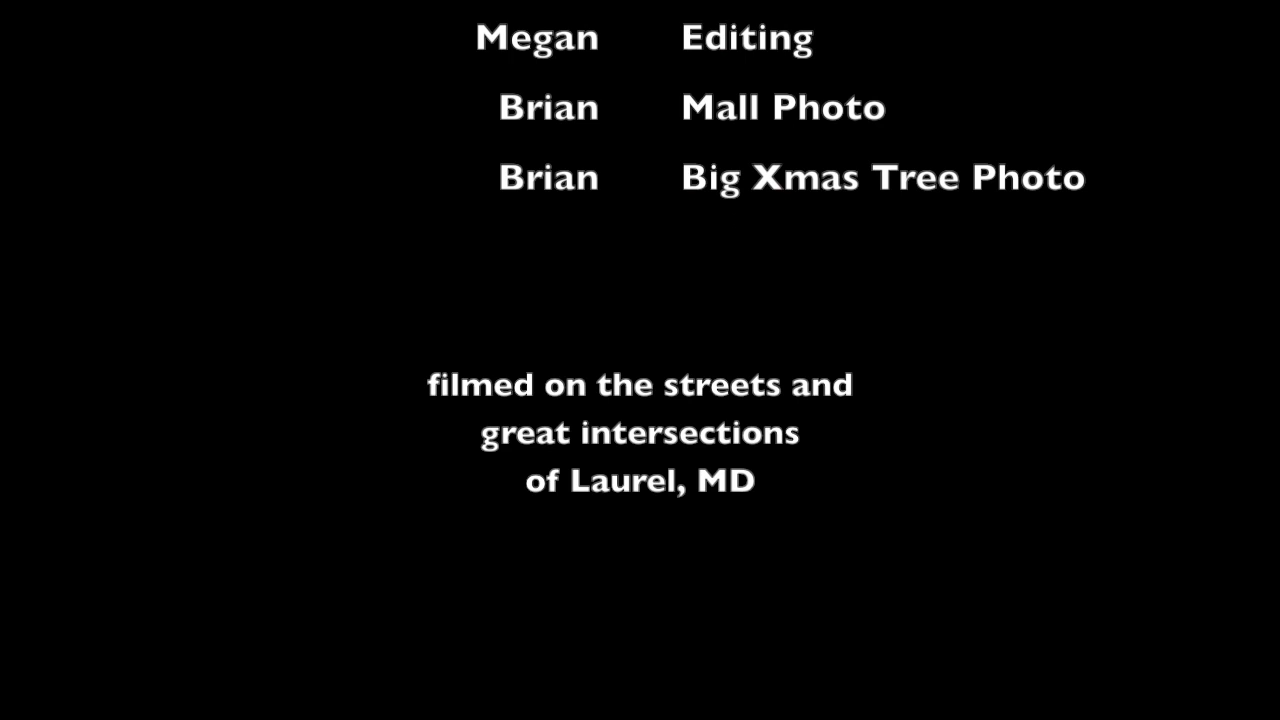 Megan Editing
Brian Mall Photo
Brian Big Xmas Tree Photo
filmed on the streets and
great intersections
of Laurel, MD